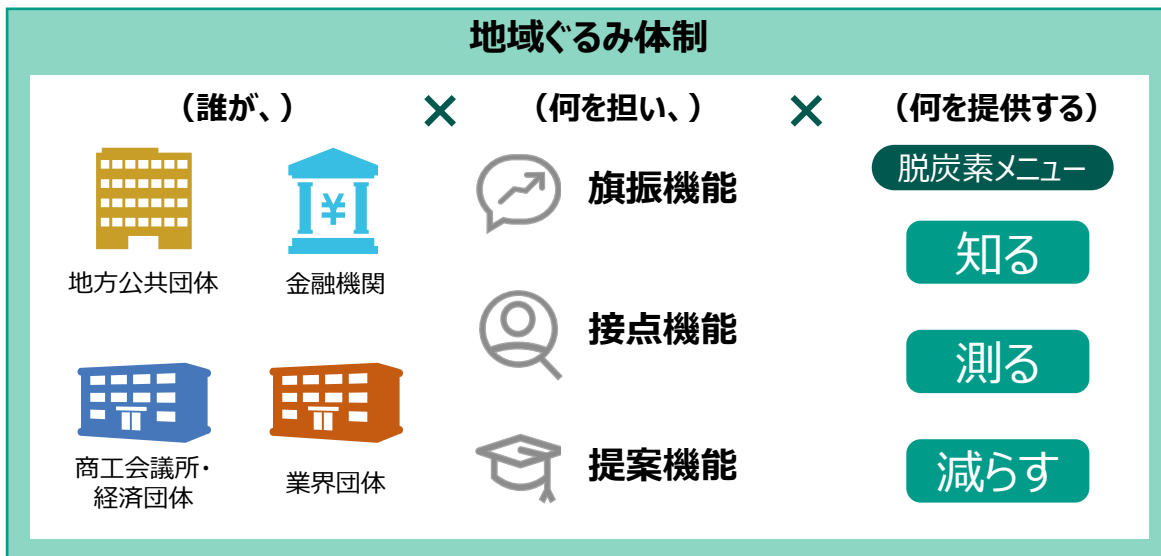 地域ぐるみ体制
（誰が、）
×
（何を担い、）
×
（何を提供する）
地方公共団体
¥
金融機関
商工会議所・
経済団体
業界団体
旗振機能
接点機能
提案機能
脱炭素メニュー
知る
測る
減らす